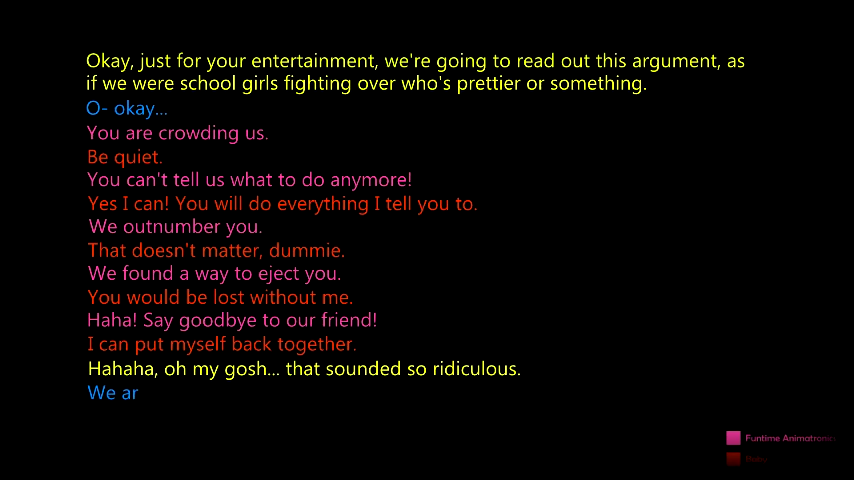 Okay, just for your entertainment, we're going to read out this argument, as
if we were school girls fighting over who's prettier or something.
O- okay...
You are crowding us.
Be quiet.
You can't tell us what to do anymore!
Yes I can! You will do everything I tell you to.
We outnumber you.
That doesn't matter, dummie.
We found a way to eject you.
You would be lost without me.
Haha! Say goodbye to our friend!
I can put myself back together.
Hahaha, oh my gosh... that sounded so ridiculous.
We ar
Funtime Animatronics